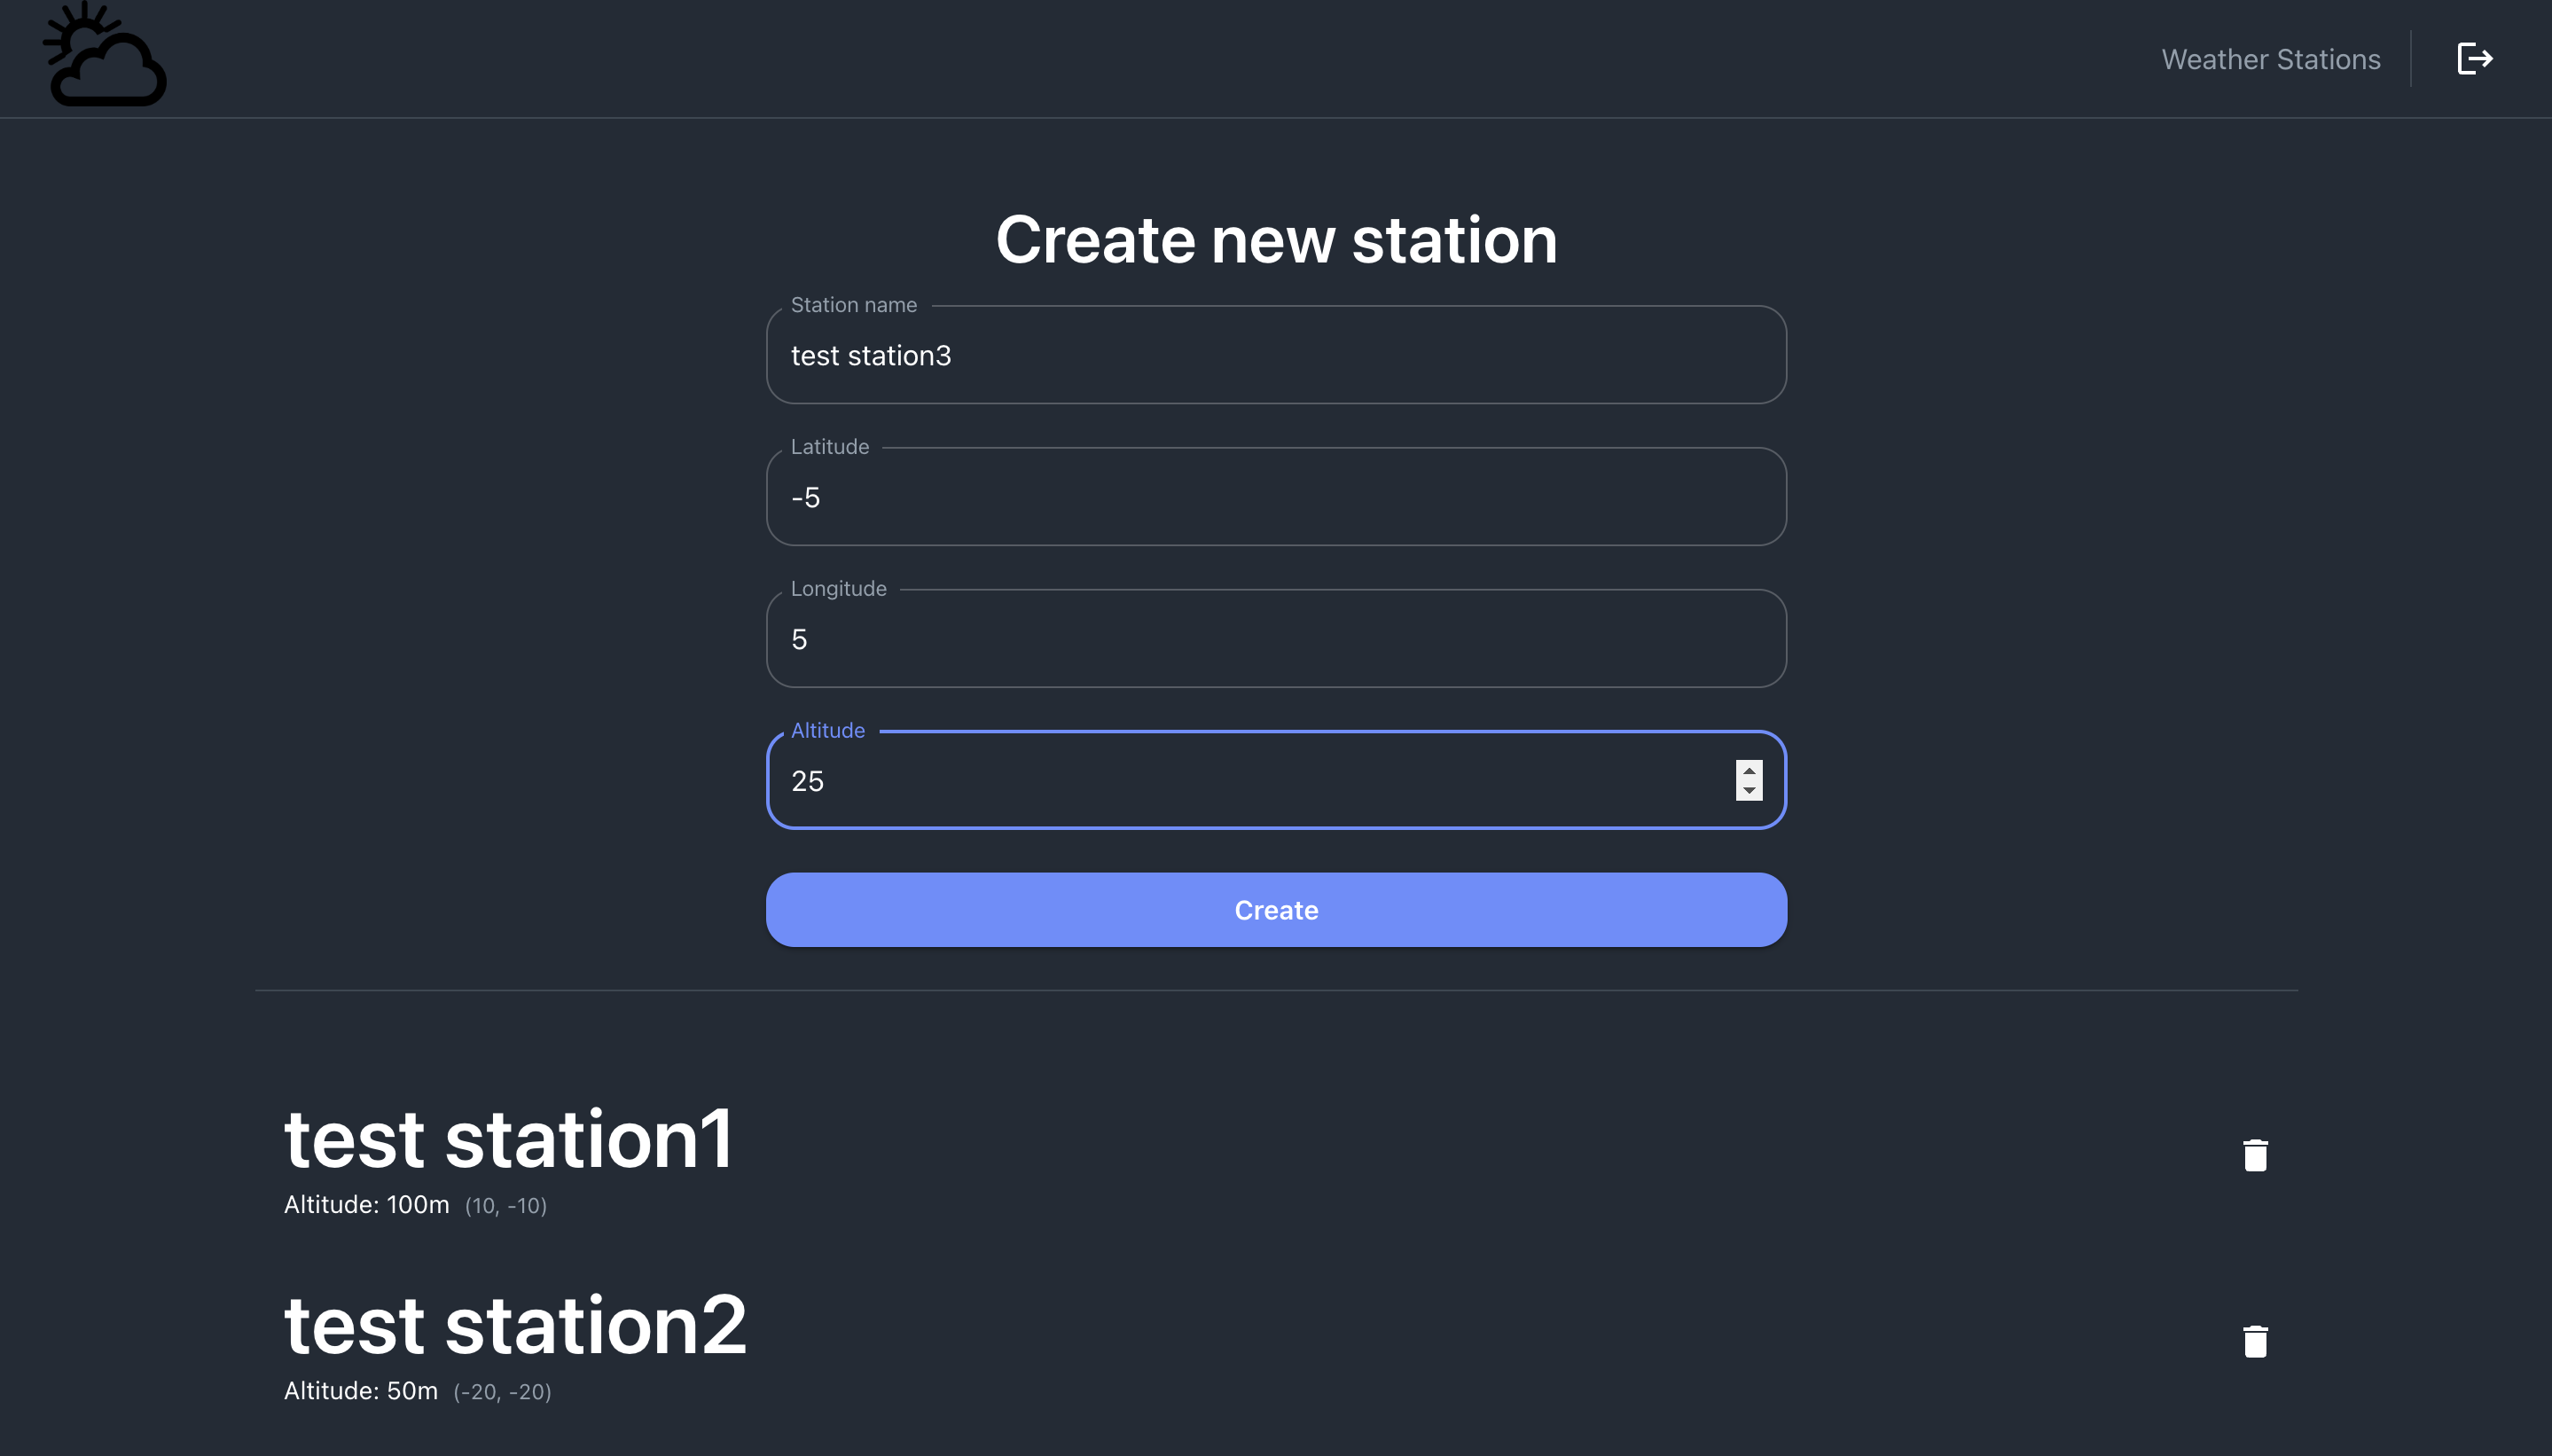 Weather Stations
Create new station
Station name
test station3
Latitude
-5
Longitude
5
Altitude
25
Create
test station1
Altitude: 100m (10, -10)
test station2
Altitude: 50m (-20, -20)